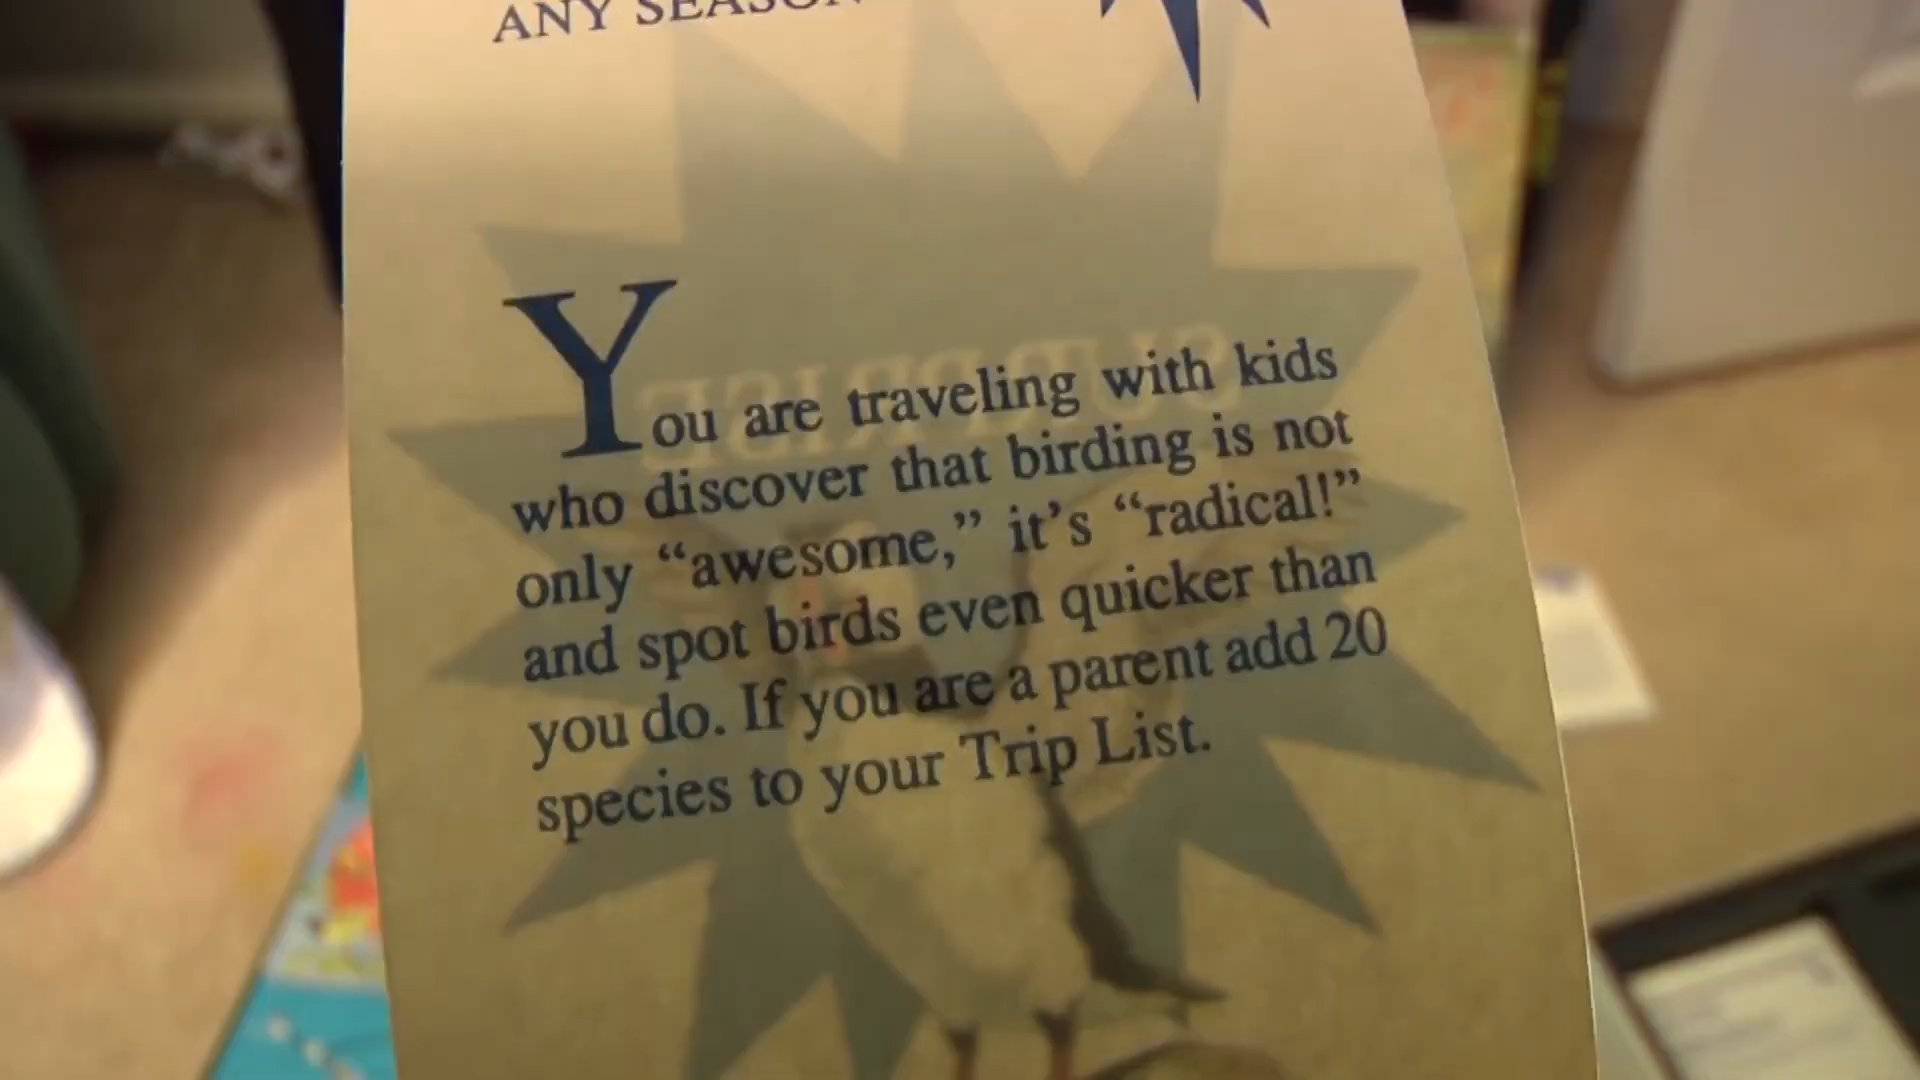 ANY SEASON
You are traveling with kids
who discover that birding is not
only “awesome,” it’s “radical!”
and spot birds even quicker than
you do. If you are a parent add 20
species to your Trip List.
SURPRISE